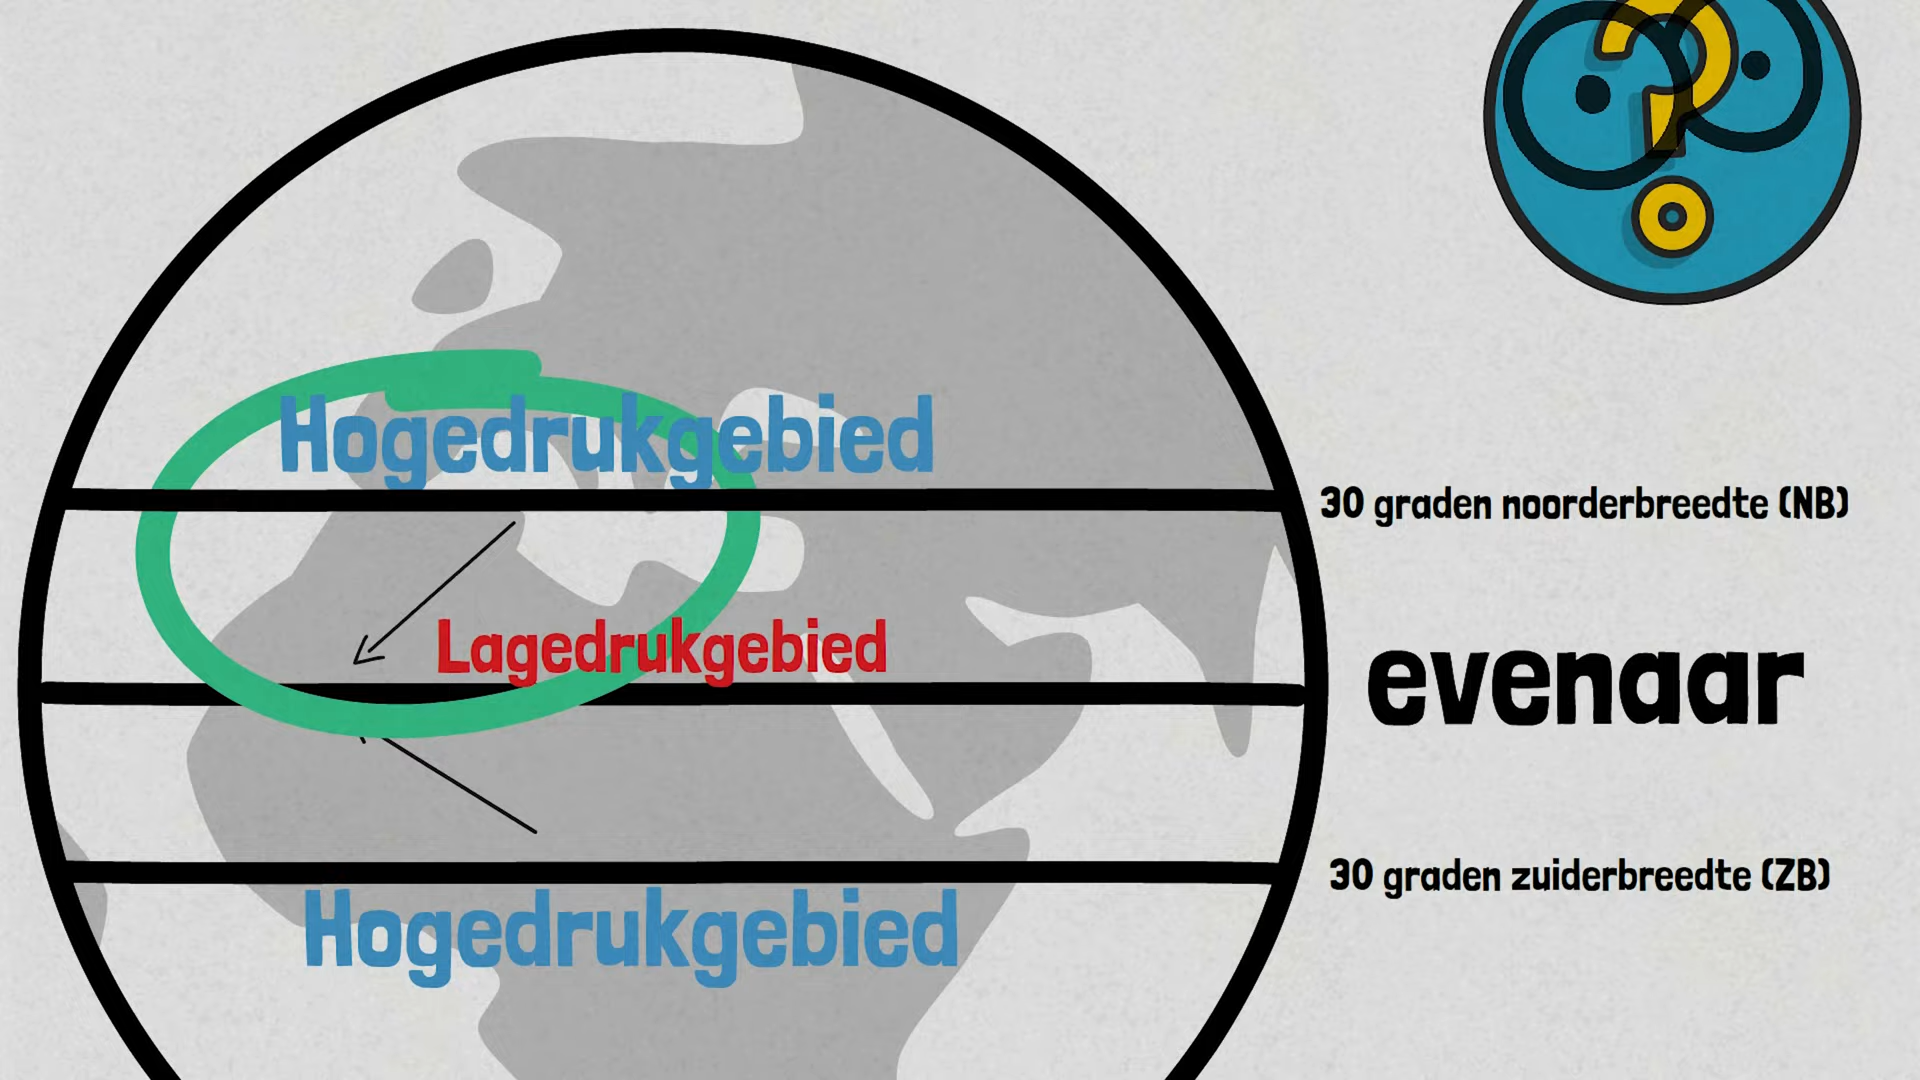 Hogedrukgebied
30 graden noorderbreedte (NB)
Lagedrukgebied
evenaar
30 graden zuiderbreedte (ZB)
Hogedrukgebied
?